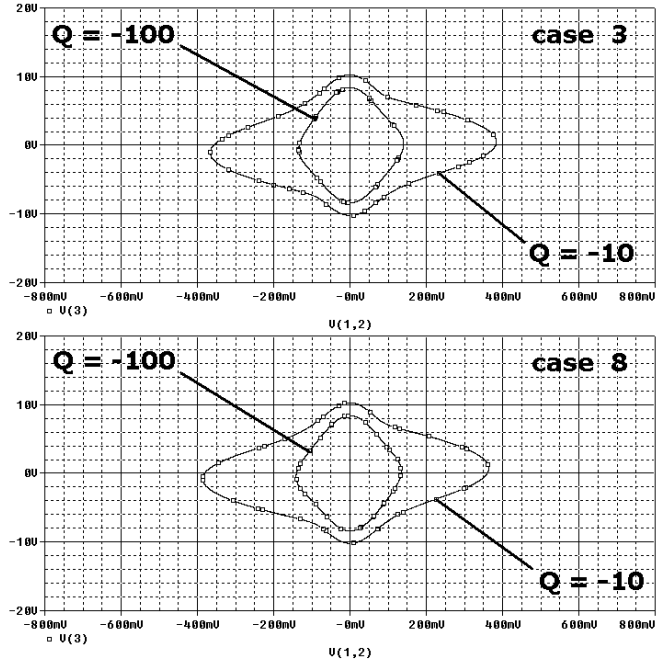 20V
Q = -100
case 3
10V
0V
-10V
Q = -10
-20V
-800mV -600mV -400mV -200mV -0mV 200mV 400mV 600mV 800mV
V(3)
V(1,2)
20V
Q = -100
case 8
10V
0V
-10V
Q = -10
-20V
-800mV -600mV -400mV -200mV -0mV 200mV 400mV 600mV 800mV
V(3)
V(1,2)